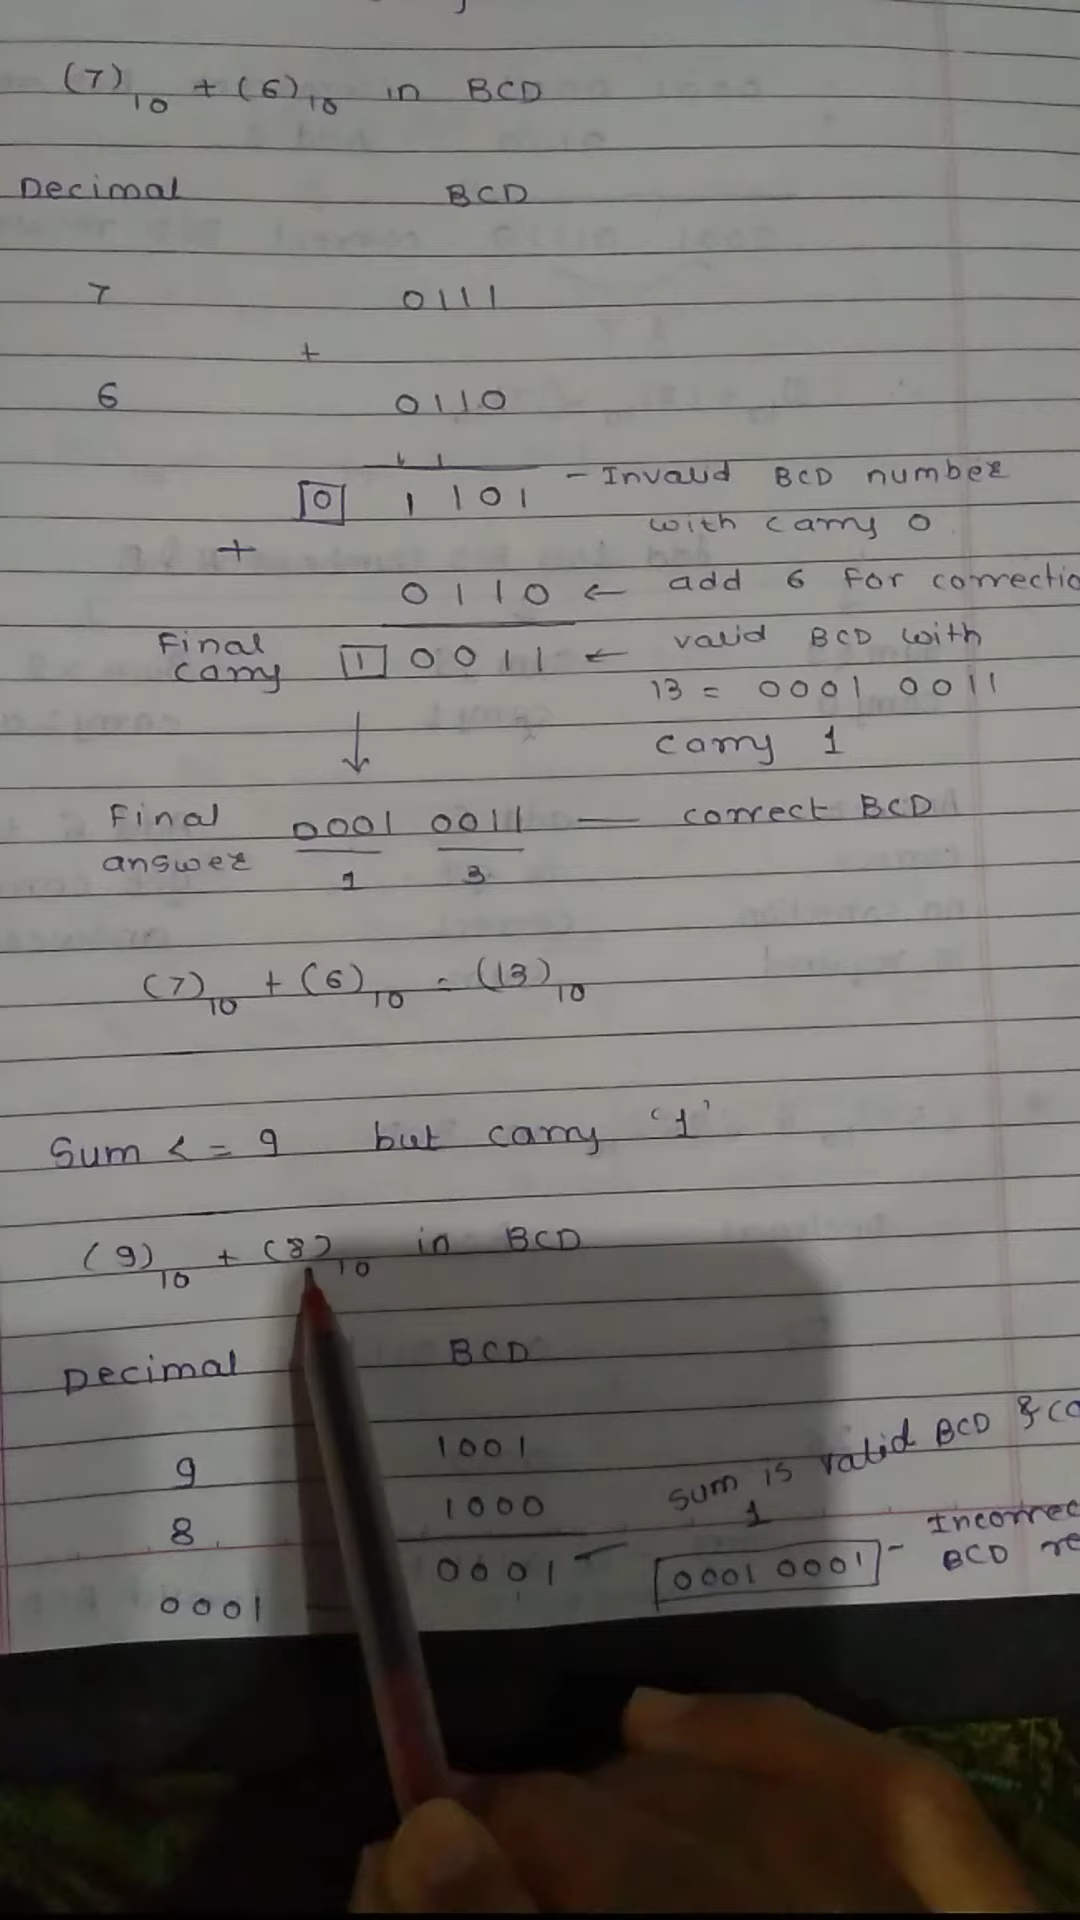 (7)10 + (6)10 in BCD
Decimal BCD
7 0111
+
6 0110
1 1
0 1101 - Invalid BCD number
with carry 0
+
0110 ← add 6 for correctio
Final carry 1 0011 ← valid BCD with
13 = 0001 0011
carry 1
↓
Final answer 0001 0011 — correct BCD
1 3
(7)10 + (6)10 = (13)10
Sum <= 9 but carry '1'
(9)10 + (8)10 in BCD
Decimal BCD
9 1001
8 1000
sum is valid BCD & ca
1
0001 0001 - 0001 0001 - Incorrec
BCD re